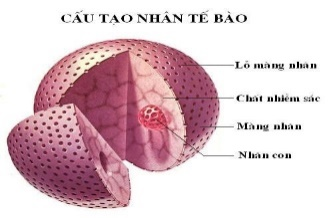 CẤU TẠO NHÂN TẾ BÀO
Lỗ màng nhân
Chất nhiễm sắc
Màng nhân
Nhân con